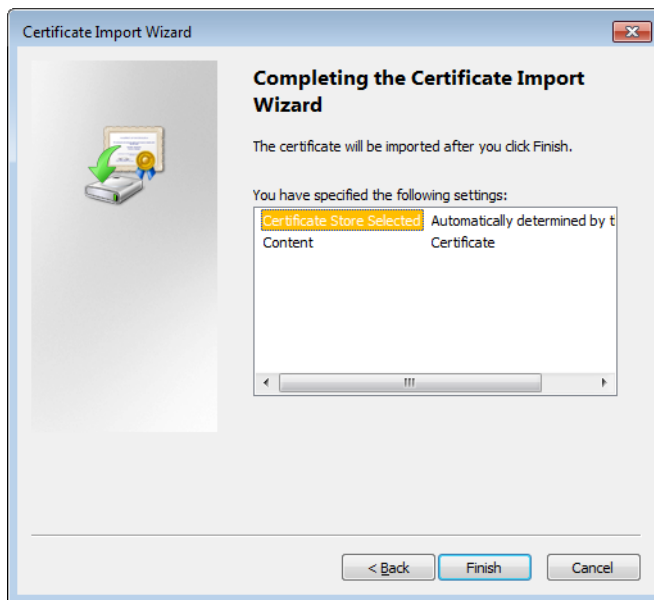 Certificate Import Wizard
Completing the Certificate Import
Wizard
The certificate will be imported after you click Finish.
You have specified the following settings:
Certificate Store Selected Automatically determined by t
Content Certificate
< Back Finish Cancel